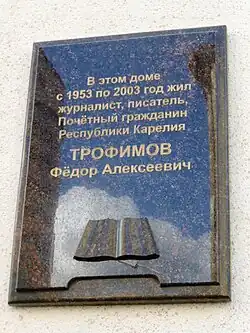 В этом доме
с 1953 по 2003 год жил
журналист, писатель,
Почётный гражданин
Республики Карелия
ТРОФИМОВ
Фёдор Алексеевич